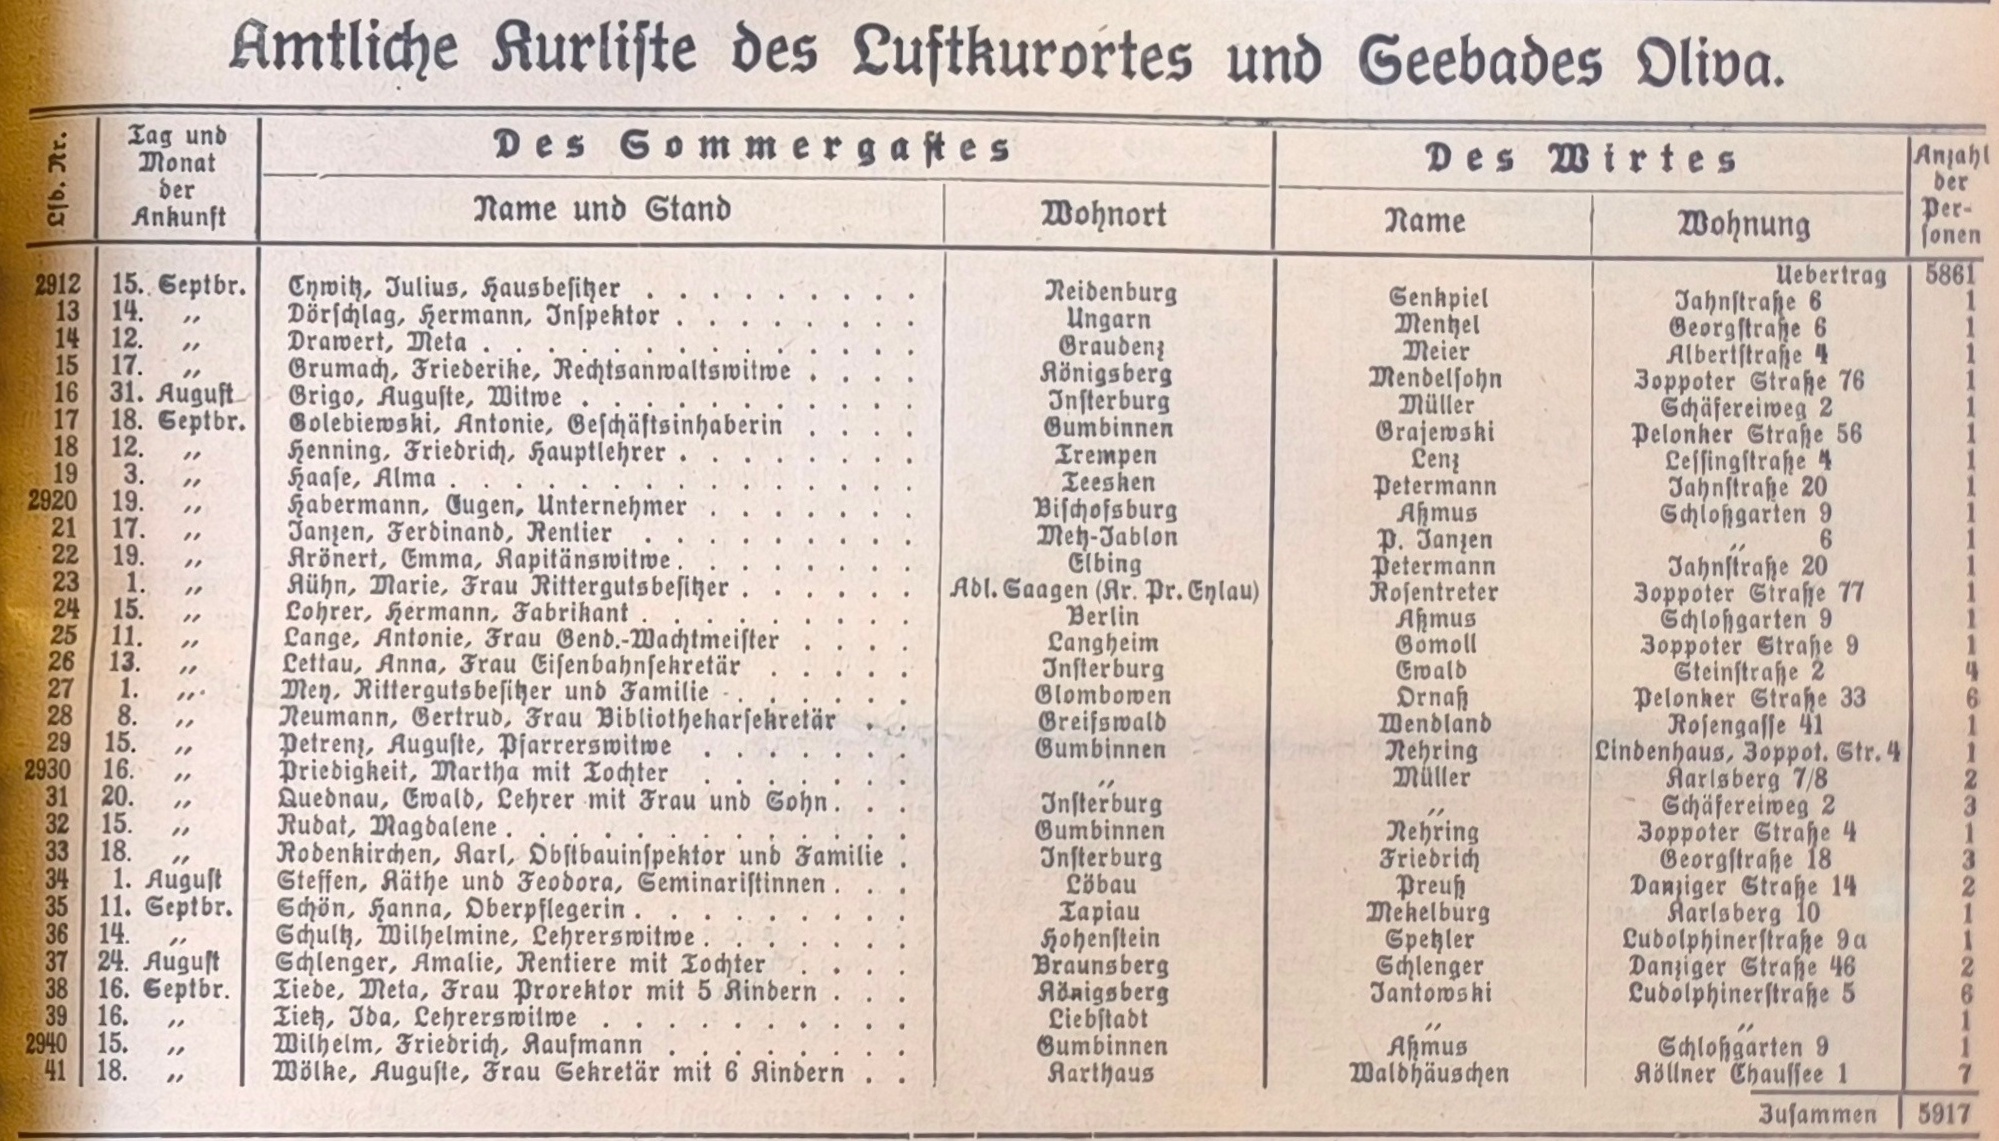 Amtliche Kurliste des Luftkurortes und Seebades Oliva.
Lfd. Nr. | Tag und Monat der Ankunft | Des Sommergastes | Des Wirtes | Anzahl der Per-sonen
Name und Stand | Wohnort | Name | Wohnung
Uebertrag 5861
2912 15. Septbr. Cywitz, Julius, Hausbesitzer . . . . . . . . . Neidenburg Senkpiel Jahnstraße 6 1
13 14. „ Dörschlag, Hermann, Inspektor . . . . . . . . Ungarn Mentzel Georgstraße 6 1
14 12. „ Drawert, Meta . . . . . . . . . . . . . Graudenz Meier Albertstraße 4 1
15 17. „ Grumach, Friederike, Rechtsanwaltswitwe . . . . Königsberg Mendelsohn Zoppoter Straße 76 1
16 31. August Grigo, Auguste, Witwe . . . . . . . . . . . Insterburg Müller Schäfereiweg 2 1
17 18. Septbr. Golebiewski, Antonie, Geschäftsinhaberin . . . . Gumbinnen Grajewski Pelonker Straße 56 1
18 12. „ Henning, Friedrich, Hauptlehrer . . . . . . . . Trempen Lenz Lessingstraße 4 1
19 3. „ Haase, Alma . . . . . . . . . . . . . . Teesken Petermann Jahnstraße 20 1
2920 19. „ Habermann, Eugen, Unternehmer . . . . . . . Bischofsburg Aßmus Schloßgarten 9 1
21 17. „ Janzen, Ferdinand, Rentier . . . . . . . . . Metz-Jablon P. Janzen „ 6 1
22 19. „ Krönert, Emma, Kapitänswitwe . . . . . . . . Elbing Petermann Jahnstraße 20 1
23 1. „ Kühn, Marie, Frau Rittergutsbesitzer . . . . . . Adl. Saagen (Kr. Pr. Eylau) Rosentreter Zoppoter Straße 77 1
24 15. „ Lohrer, Hermann, Fabrikant . . . . . . . . . Berlin Aßmus Schloßgarten 9 1
25 11. „ Lange, Antonie, Frau Gend.-Wachtmeister . . . . Langheim Gomoll Zoppoter Straße 9 1
26 13. „ Lettau, Anna, Frau Eisenbahnsekretär . . . . . Insterburg Ewald Steinstraße 2 4
27 1. „ Mey, Rittergutsbesitzer und Familie . . . . . . Glombowen Ornaß Pelonker Straße 33 6
28 8. „ Neumann, Gertrud, Frau Bibliothekarsekretär . . Greifswald Wendland Rosengasse 41 1
29 15. „ Petrenz, Auguste, Pfarrerswitwe . . . . . . . Gumbinnen Nehring Lindenhaus, Zoppot. Str. 4 1
2930 16. „ Priedigkeit, Martha mit Tochter . . . . . . . „ Müller Karlsberg 7/8 2
31 20. „ Quednau, Ewald, Lehrer mit Frau und Sohn . . . Insterburg „ Schäfereiweg 2 3
32 15. „ Rudat, Magdalene . . . . . . . . . . . . Gumbinnen Nehring Zoppoter Straße 4 1
33 18. „ Rodenkirchen, Karl, Obstbauinspektor und Familie . Insterburg Friedrich Georgstraße 18 3
34 1. August Steffen, Käthe und Feodora, Seminaristinnen . . . Löbau Preuß Danziger Straße 14 2
35 11. Septbr. Schön, Hanna, Oberpflegerin . . . . . . . . . Tapiau Mekelburg Karlsberg 10 1
36 14. „ Schultz, Wilhelmine, Lehrerswitwe . . . . . . . Hohenstein Spetzler Ludolphinerstraße 9a 1
37 24. August Schlenger, Amalie, Rentiere mit Tochter . . . . Braunsberg Schlenger Danziger Straße 46 2
38 16. Septbr. Tiede, Meta, Frau Prorektor mit 5 Kindern . . . Königsberg Jantowski Ludolphinerstraße 5 6
39 16. „ Tietz, Ida, Lehrerswitwe . . . . . . . . . . Liebstadt „ „ 1
2940 15. „ Wilhelm, Friedrich, Kaufmann . . . . . . . . Gumbinnen Aßmus Schloßgarten 9 1
41 18. „ Wölke, Auguste, Frau Sekretär mit 6 Kindern . . Karthaus Waldhäuschen Köllner Chaussee 1 7
Zusammen 5917